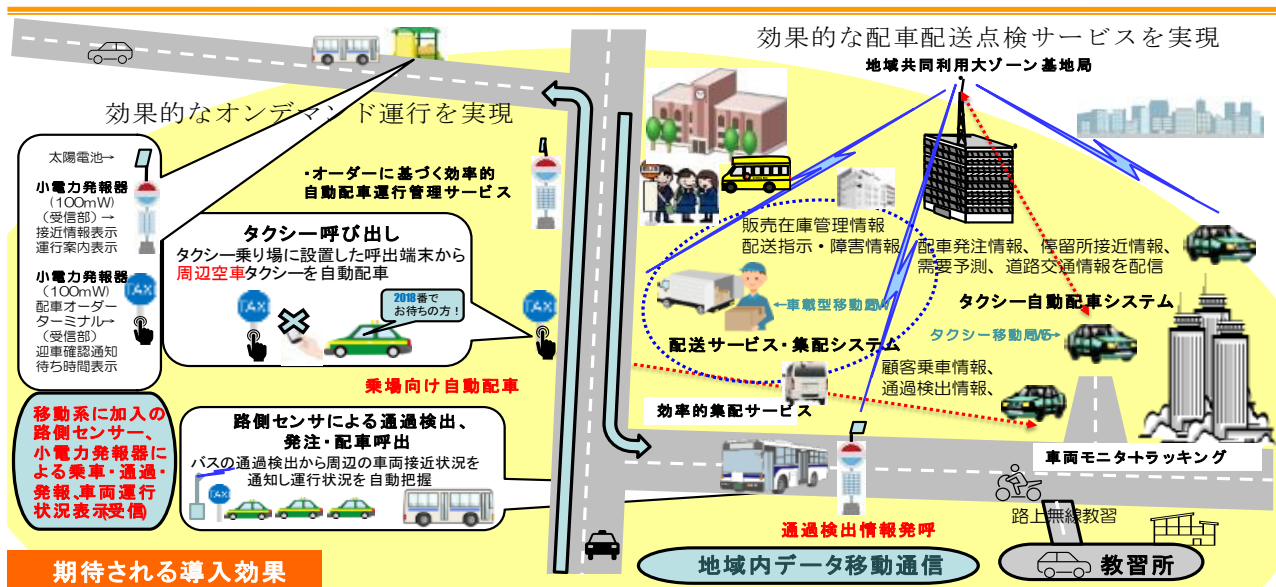 効果的な配車配送点検サービスを実現
地域共同利用大ゾーン基地局
効果的なオンデマンド運行を実現
太陽電池→
小電力発報器
(100mW)
(受信部)→
接近情報表示
運行案内表示
小電力発報器
(100mW)
配車オーダー
ターミナル→
(受信部)
迎車確認通知
待ち時間表示
・オーダーに基づく効率的
自動配車運行管理サービス
タクシー呼び出し
タクシー乗り場に設置した呼出端末から
周辺空車タクシーを自動配車
TAXI
2018番で
お待ちの方！
乗場向け自動配車
販売在庫管理情報
配送指示・障害情報
←車載型移動局
配送サービス・集配システム
効率的集配サービス
配車発注情報、停留所接近情報、
需要予測、道路交通情報を配信
タクシー自動配車システム
タクシー移動局
顧客乗車情報、
通過検出情報、
車両モニタートラッキング
移動系に加入の
路側センサー、
小電力発報器に
よる乗車・通過・
発報、車両運行
状況表示(受信)
路側センサによる通過検出、
発注・配車呼出
バスの通過検出から周辺の車両接近状況を
通知し運行状況を自動把握
通過検出情報発呼
路上無線教習
地域内データ移動通信
教習所
期待される導入効果